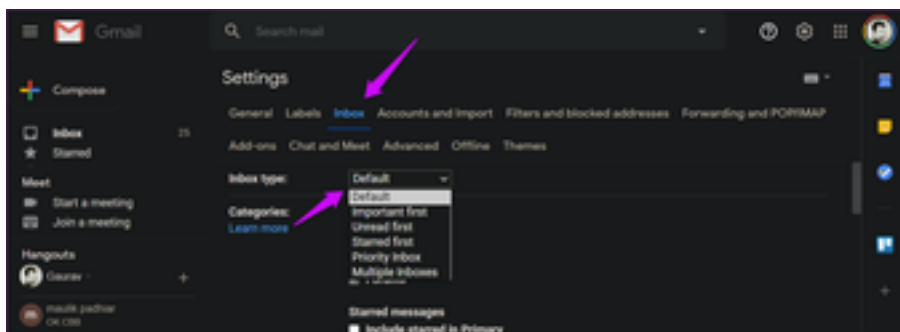 Gmail
Search mail
Compose
Inbox 25
Starred
Meet
Start a meeting
Join a meeting
Hangouts
Gaurav
maulik padhiar
Settings
General Labels Inbox Accounts and Import Filters and blocked addresses Forwarding and POP/IMAP
Add-ons Chat and Meet Advanced Offline Themes
Inbox type: Default
Default
Important first
Unread first
Starred first
Priority Inbox
Multiple Inboxes
Categories:
Learn more
Starred messages
Include starred in Primary